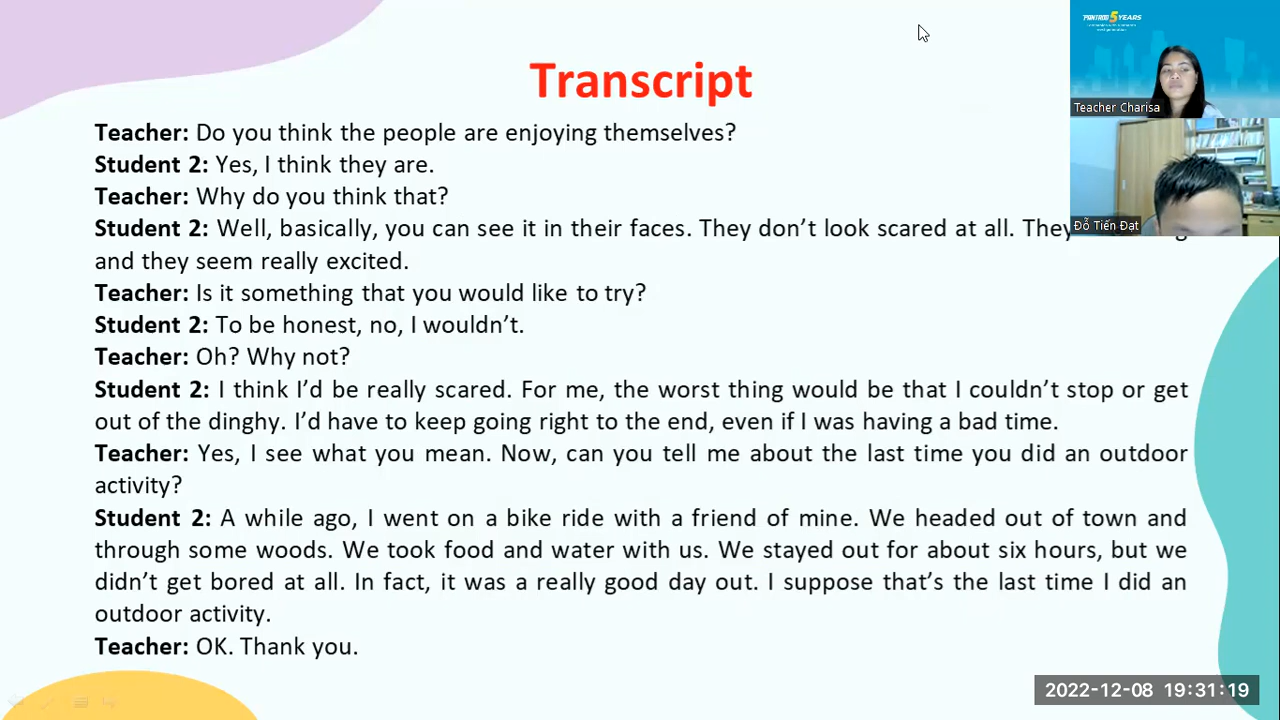 Transcript
Teacher: Do you think the people are enjoying themselves?
Student 2: Yes, I think they are.
Teacher: Why do you think that?
Student 2: Well, basically, you can see it in their faces. They don’t look scared at all. They
and they seem really excited.
Teacher: Is it something that you would like to try?
Student 2: To be honest, no, I wouldn’t.
Teacher: Oh? Why not?
Student 2: I think I’d be really scared. For me, the worst thing would be that I couldn’t stop or get
out of the dinghy. I’d have to keep going right to the end, even if I was having a bad time.
Teacher: Yes, I see what you mean. Now, can you tell me about the last time you did an outdoor
activity?
Student 2: A while ago, I went on a bike ride with a friend of mine. We headed out of town and
through some woods. We took food and water with us. We stayed out for about six hours, but we
didn’t get bored at all. In fact, it was a really good day out. I suppose that’s the last time I did an
outdoor activity.
Teacher: OK. Thank you.
5 YEARS
Teacher Charisa
Đỗ Tiến Đạt
2022-12-08 19:31:19